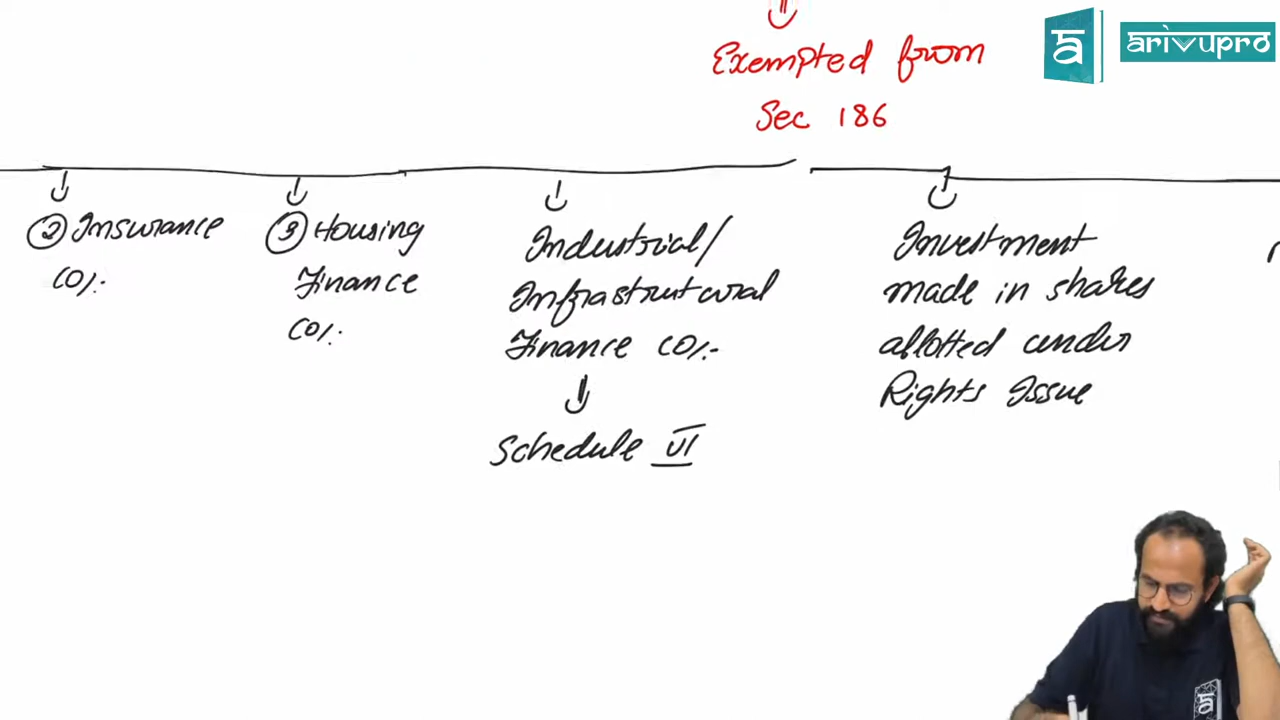 arivupro
Exempted from
Sec 186
② Insurance
CO/.
③ Housing
Finance
CO/.
Industrial/
Infrastrutcural
Finance CO/.
Schedule VI
Investment
made in shares
allotted under
Rights Issue